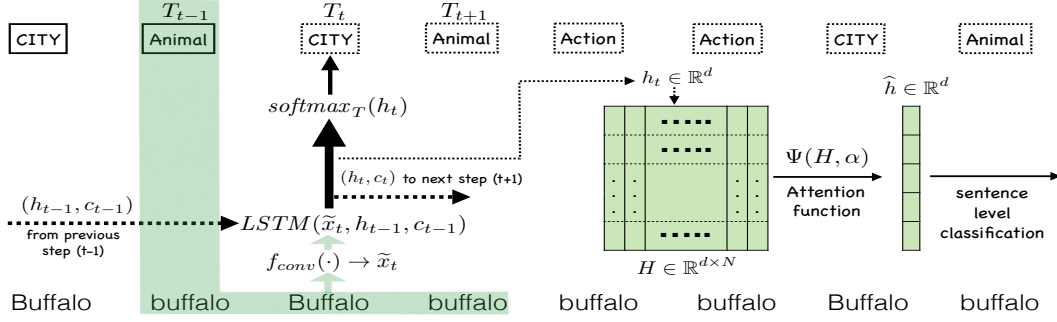 T_{t-1} T_t T_{t+1}
CITY Animal CITY Animal Action Action CITY Animal
h_t ∈ ℝ^d
ĥ ∈ ℝ^d
softmax_T(h_t)
(h_t, c_t) to next step (t+1)
Ψ(H, α)
Attention
function
(h_{t-1}, c_{t-1})
from previous
step (t-1)
LSTM(x̃_t, h_{t-1}, c_{t-1})
sentence
level
classification
f_{conv}(·) → x̃_t
H ∈ ℝ^{d×N}
Buffalo buffalo Buffalo buffalo buffalo buffalo Buffalo buffalo